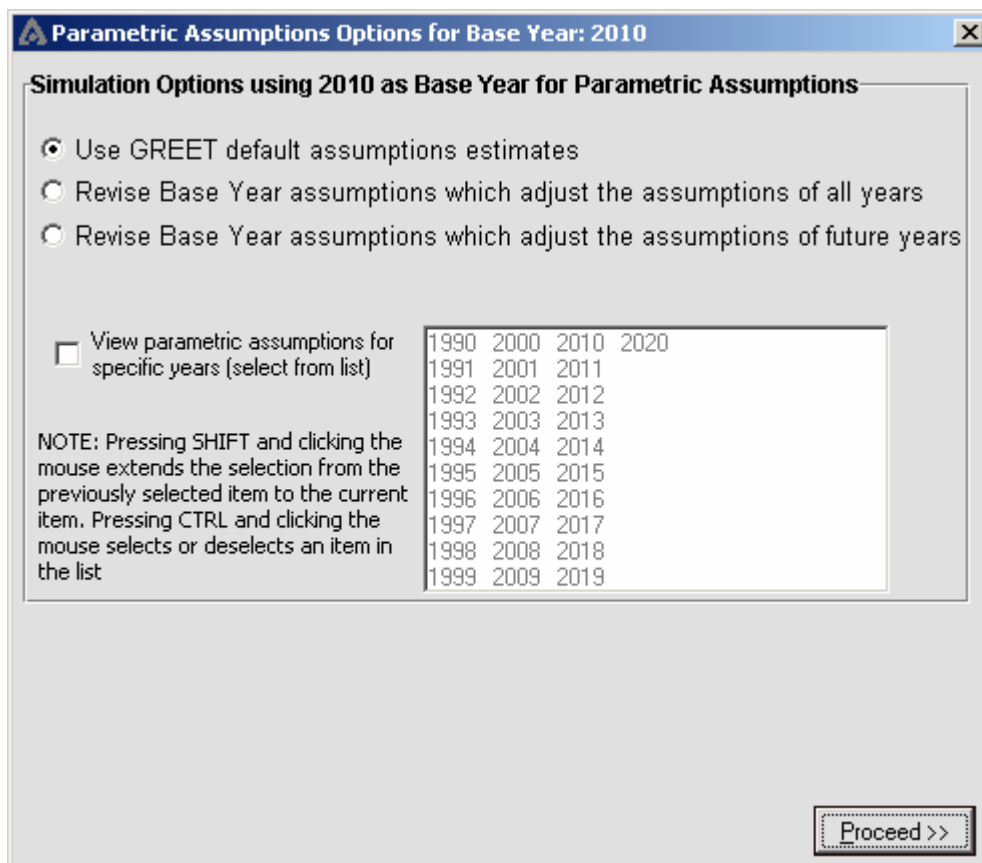 Parametric Assumptions Options for Base Year: 2010
Simulation Options using 2010 as Base Year for Parametric Assumptions
Use GREET default assumptions estimates
Revise Base Year assumptions which adjust the assumptions of all years
Revise Base Year assumptions which adjust the assumptions of future years
View parametric assumptions for
specific years (select from list)
NOTE: Pressing SHIFT and clicking the
mouse extends the selection from the
previously selected item to the current
item. Pressing CTRL and clicking the
mouse selects or deselects an item in
the list
1990 2000 2010 2020
1991 2001 2011
1992 2002 2012
1993 2003 2013
1994 2004 2014
1995 2005 2015
1996 2006 2016
1997 2007 2017
1998 2008 2018
1999 2009 2019
Proceed >>